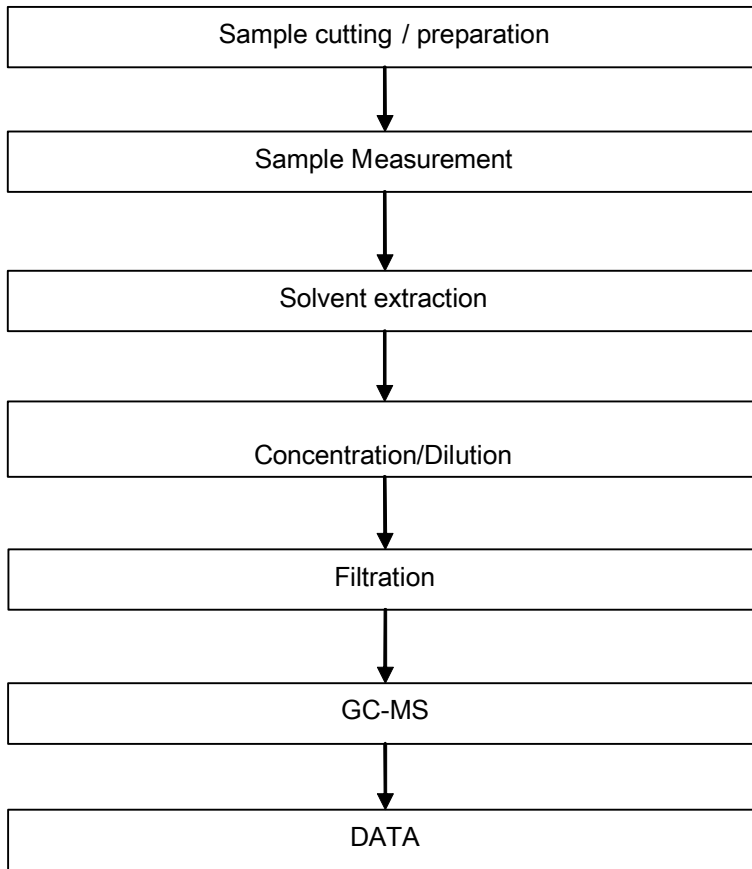 Sample cutting / preparation
Sample Measurement
Solvent extraction
Concentration/Dilution
Filtration
GC-MS
DATA